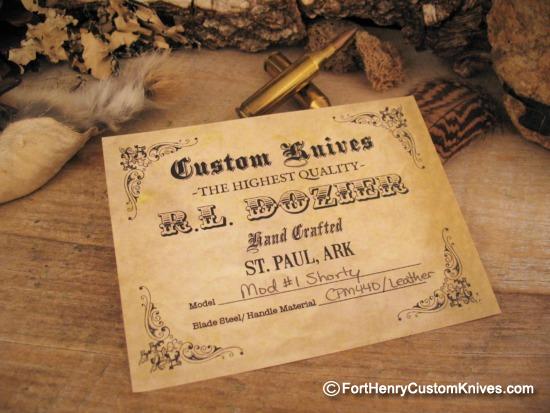 Custom Knives
-THE HIGHEST QUALITY-
R.L. DOZIER
Hand Crafted
ST. PAUL, ARK
Model Mod #1 Shorty
Blade Steel/ Handle Material CPM440/Leather
©FortHenryCustomKnives.com